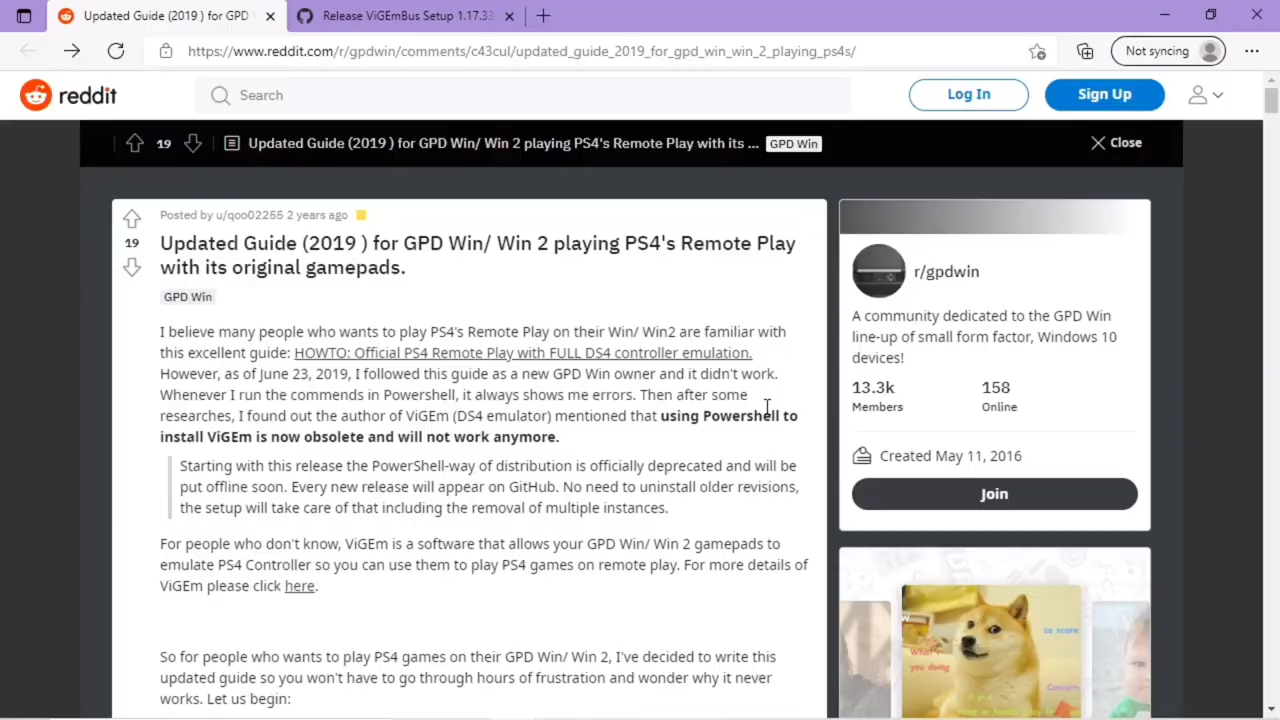 Updated Guide (2019 ) for GPD
Release ViGEmBus Setup 1.17.33
https://www.reddit.com/r/gpdwin/comments/c43cul/updated_guide_2019_for_gpd_win_win_2_playing_ps4s/
Not syncing
reddit
Search
Log In
Sign Up
19
Updated Guide (2019 ) for GPD Win/ Win 2 playing PS4's Remote Play with its ...
GPD Win
Close
Posted by u/qoo02255 2 years ago
19
Updated Guide (2019 ) for GPD Win/ Win 2 playing PS4's Remote Play
with its original gamepads.
GPD Win
I believe many people who wants to play PS4's Remote Play on their Win/ Win2 are familiar with
this excellent guide: HOWTO: Official PS4 Remote Play with FULL DS4 controller emulation.
However, as of June 23, 2019, I followed this guide as a new GPD Win owner and it didn't work.
Whenever I run the commends in Powershell, it always shows me errors. Then after some
researches, I found out the author of ViGEm (DS4 emulator) mentioned that using Powershell to
install ViGEm is now obsolete and will not work anymore.
Starting with this release the PowerShell-way of distribution is officially deprecated and will be
put offline soon. Every new release will appear on GitHub. No need to uninstall older revisions,
the setup will take care of that including the removal of multiple instances.
For people who don't know, ViGEm is a software that allows your GPD Win/ Win 2 gamepads to
emulate PS4 Controller so you can use them to play PS4 games on remote play. For more details of
ViGEm please click here.
So for people who wants to play PS4 games on their GPD Win/ Win 2, I've decided to write this
updated guide so you won't have to go through hours of frustration and wonder why it never
works. Let us begin:
r/gpdwin
A community dedicated to the GPD Win
line-up of small form factor, Windows 10
devices!
13.3k
158
Members
Online
Created May 11, 2016
Join
so scare
What's
you doing
Concern